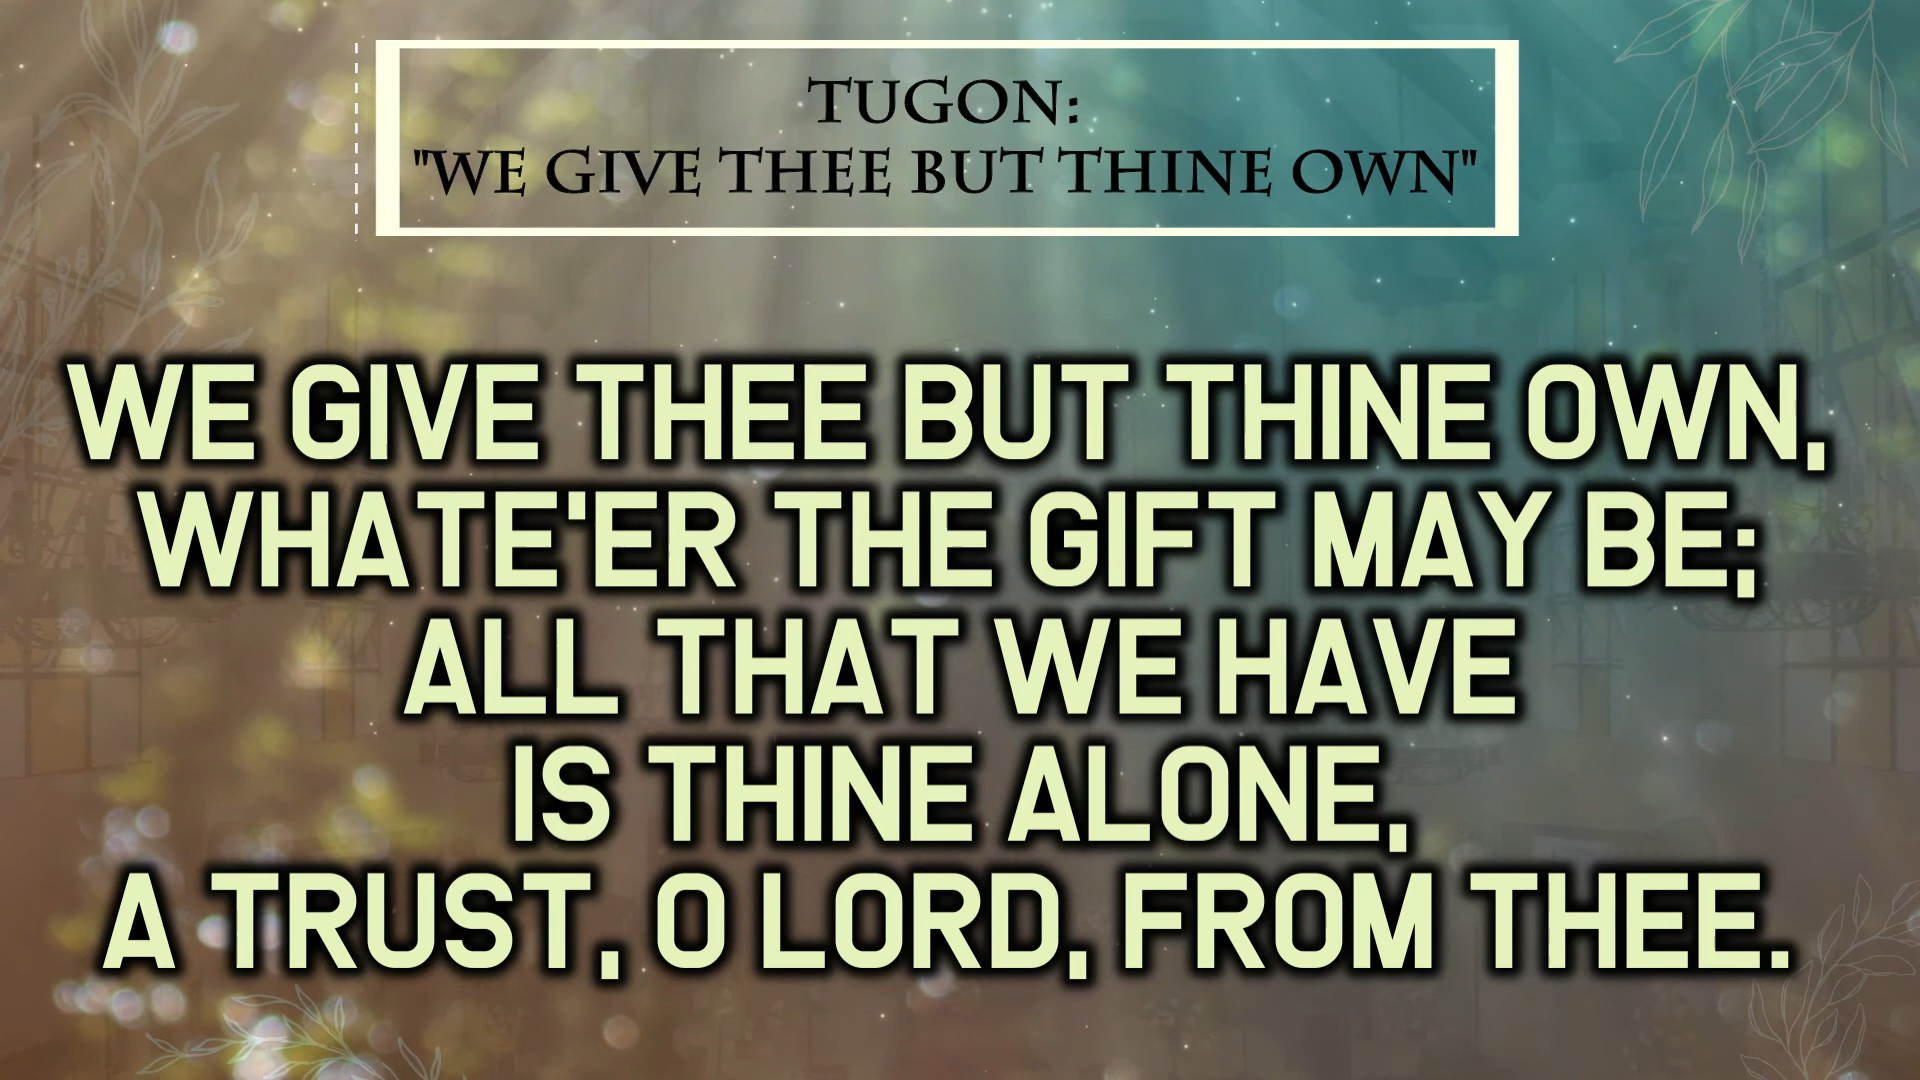 TUGON:
"WE GIVE THEE BUT THINE OWN"
WE GIVE THEE BUT THINE OWN,
WHATE'ER THE GIFT MAY BE;
ALL THAT WE HAVE
IS THINE ALONE,
A TRUST, O LORD, FROM THEE.